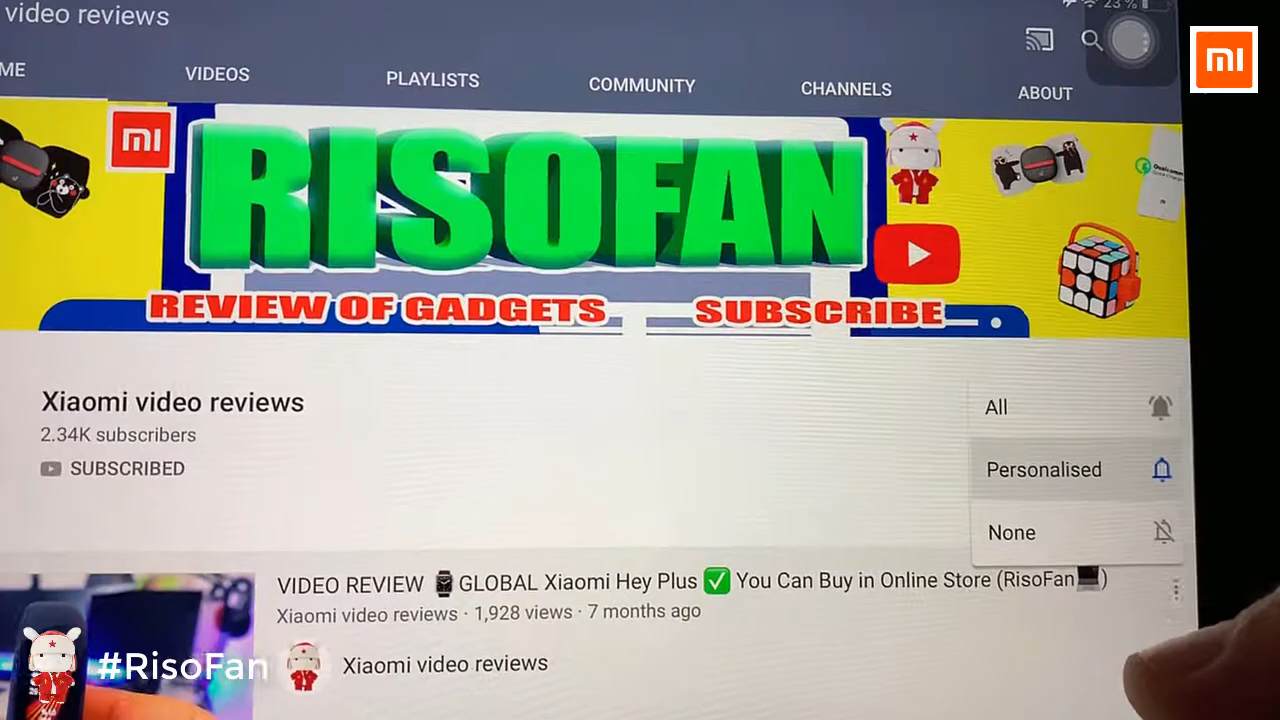 video reviews
23 %
ME
VIDEOS
PLAYLISTS
COMMUNITY
CHANNELS
ABOUT
mi
mi
RISOFAN
REVIEW OF GADGETS
SUBSCRIBE
Xiaomi video reviews
2.34K subscribers
SUBSCRIBED
All
Personalised
None
VIDEO REVIEW ⌚ GLOBAL Xiaomi Hey Plus ✅ You Can Buy in Online Store (RisoFan💻)
Xiaomi video reviews · 1,928 views · 7 months ago
Xiaomi video reviews
#RisoFan